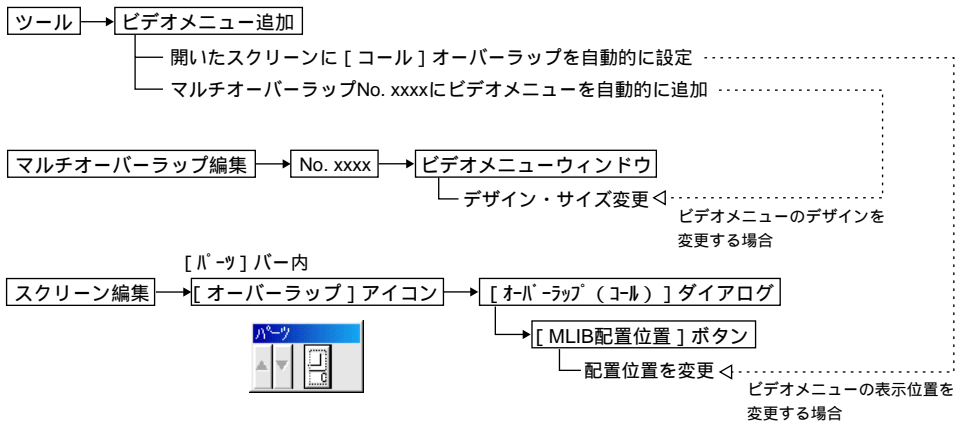 ツール
ビデオメニュー追加
開いたスクリーンに [ コール ] オーバーラップを自動的に設定
マルチオーバーラップNo. xxxxにビデオメニューを自動的に追加
マルチオーバーラップ編集
No. xxxx
ビデオメニューウィンドウ
デザイン・サイズ変更
ビデオメニューのデザインを
変更する場合
[ ﾊﾟｰﾂ ] バー内
スクリーン編集
[ オーバーラップ ] アイコン
[ ｵｰﾊﾞｰﾗｯﾌﾟ ( ｺｰﾙ ) ] ダイアログ
パーツ
[ MLIB配置位置 ] ボタン
配置位置を変更
ビデオメニューの表示位置を
変更する場合